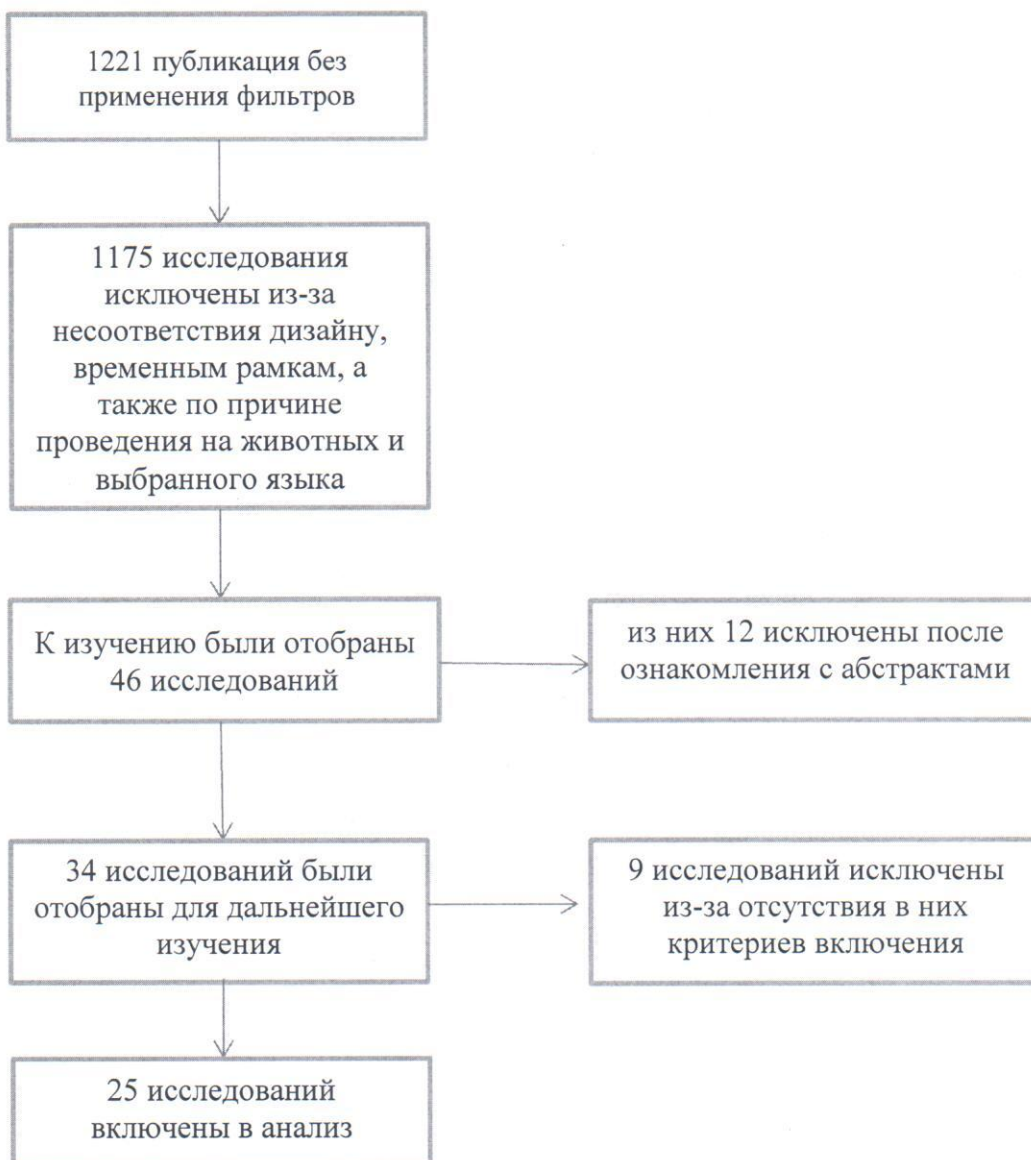 1221 публикация без
применения фильтров
1175 исследования
исключены из-за
несоответствия дизайну,
временным рамкам, а
также по причине
проведения на животных и
выбранного языка
К изучению были отобраны
46 исследований
из них 12 исключены после
ознакомления с абстрактами
34 исследований были
отобраны для дальнейшего
изучения
9 исследований исключены
из-за отсутствия в них
критериев включения
25 исследований
включены в анализ